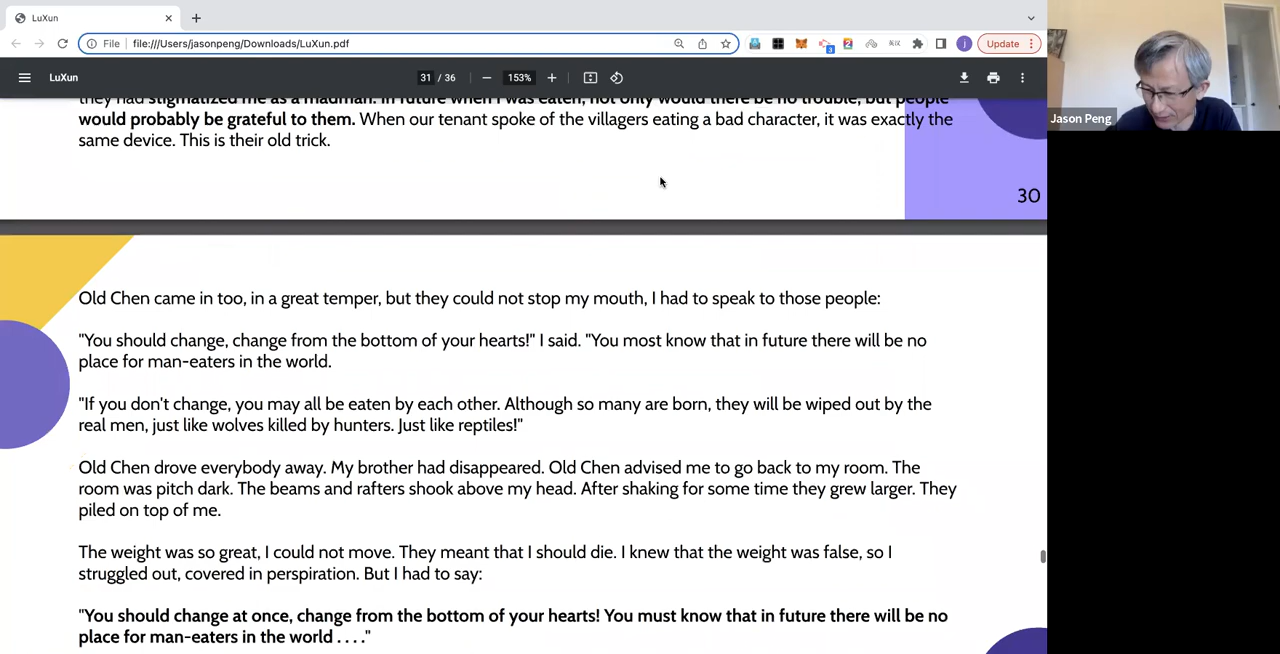 LuXun
File
file:///Users/jasonpeng/Downloads/LuXun.pdf
3
2
j
Update
LuXun
31 / 36
153%
they had stigmatized me as a madman. In future when I was eaten, not only would there be no trouble, but people
would probably be grateful to them. When our tenant spoke of the villagers eating a bad character, it was exactly the
same device. This is their old trick.
30
Old Chen came in too, in a great temper, but they could not stop my mouth, I had to speak to those people:
"You should change, change from the bottom of your hearts!" I said. "You most know that in future there will be no
place for man-eaters in the world.
"If you don't change, you may all be eaten by each other. Although so many are born, they will be wiped out by the
real men, just like wolves killed by hunters. Just like reptiles!"
Old Chen drove everybody away. My brother had disappeared. Old Chen advised me to go back to my room. The
room was pitch dark. The beams and rafters shook above my head. After shaking for some time they grew larger. They
piled on top of me.
The weight was so great, I could not move. They meant that I should die. I knew that the weight was false, so I
struggled out, covered in perspiration. But I had to say:
"You should change at once, change from the bottom of your hearts! You must know that in future there will be no
place for man-eaters in the world . . . ."
Jason Peng